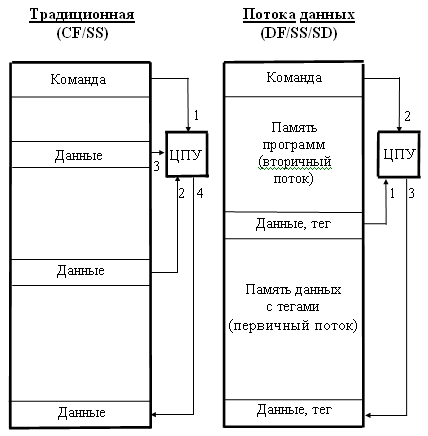 Традиционная
(CF/SS)
Команда
1
ЦПУ
Данные
3
2 4
Данные
Данные
Потока данных
(DF/SS/SD)
Команда
2
Память
программ
(вторичный
поток)
ЦПУ
1 3
Данные, тег
Память данных
с тегами
(первичный поток)
Данные, тег